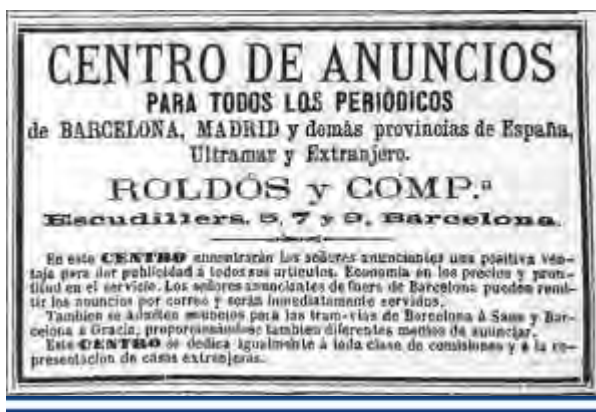 CENTRO DE ANUNCIOS
PARA TODOS LOS PERIÓDICOS
de BARCELONA, MADRID y demás provincias de España,
Ultramar y Extranjero.
ROLDÓS y COMP.ª
Escudillers, 5, 7 y 9, Barcelona.
En este CENTRO encontrarán los señores anunciantes una positiva ven-
taja para dar publicidad á todos sus artículos. Economía en los precios y pron-
titud en el servicio. Los señores anunciantes de fuera de Barcelona pueden remi-
tir los anuncios por correo y serán inmediatamente servidos.
Tambien se admiten anuncios para las tram-vías de Barcelona á Sans y Bar-
celona á Gracia, proporcionándose tambien diferentes medios de anunciar.
Este CENTRO se dedica igualmente á toda clase de comisiones y á la re-
presentacion de casas extranjeras.